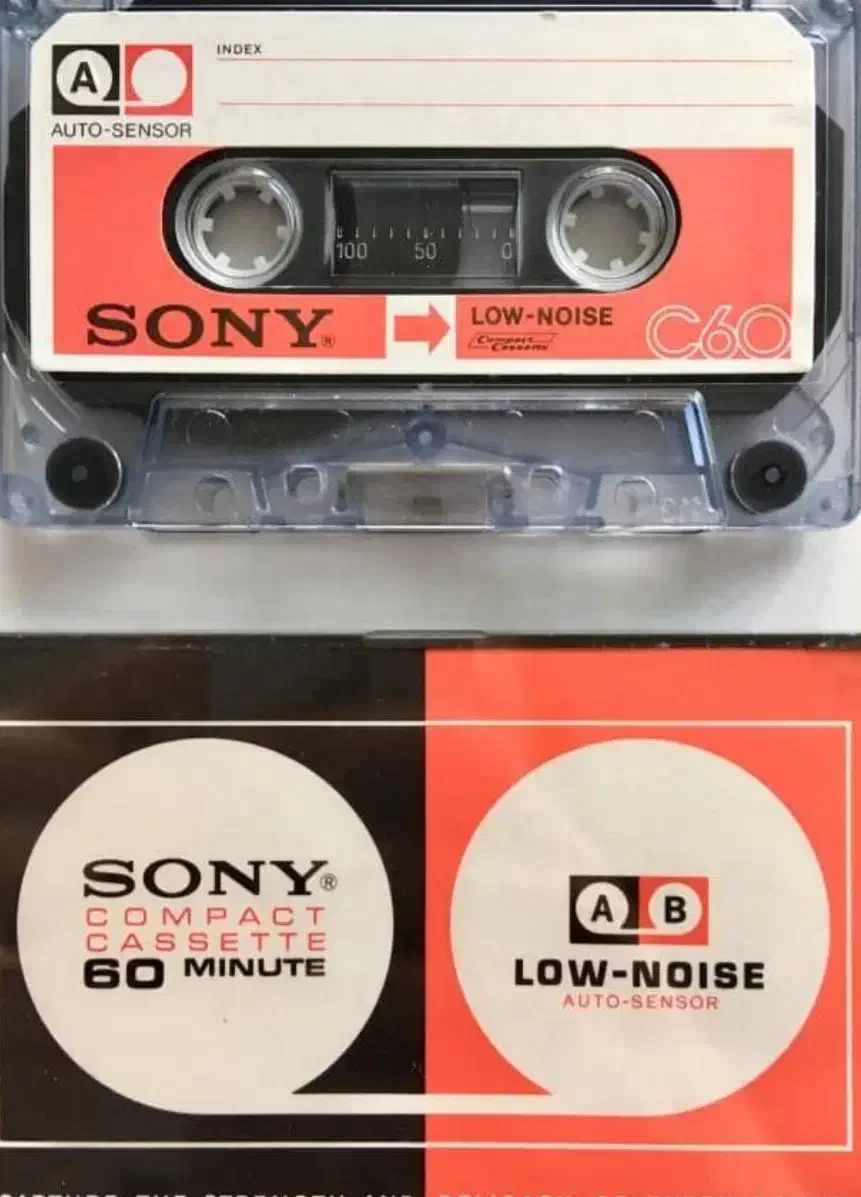 A
INDEX
AUTO-SENSOR
100 50 0
SONY®
LOW-NOISE
Compact
Cassette
C60
SONY®
COMPACT
CASSETTE
60 MINUTE
A B
LOW-NOISE
AUTO-SENSOR